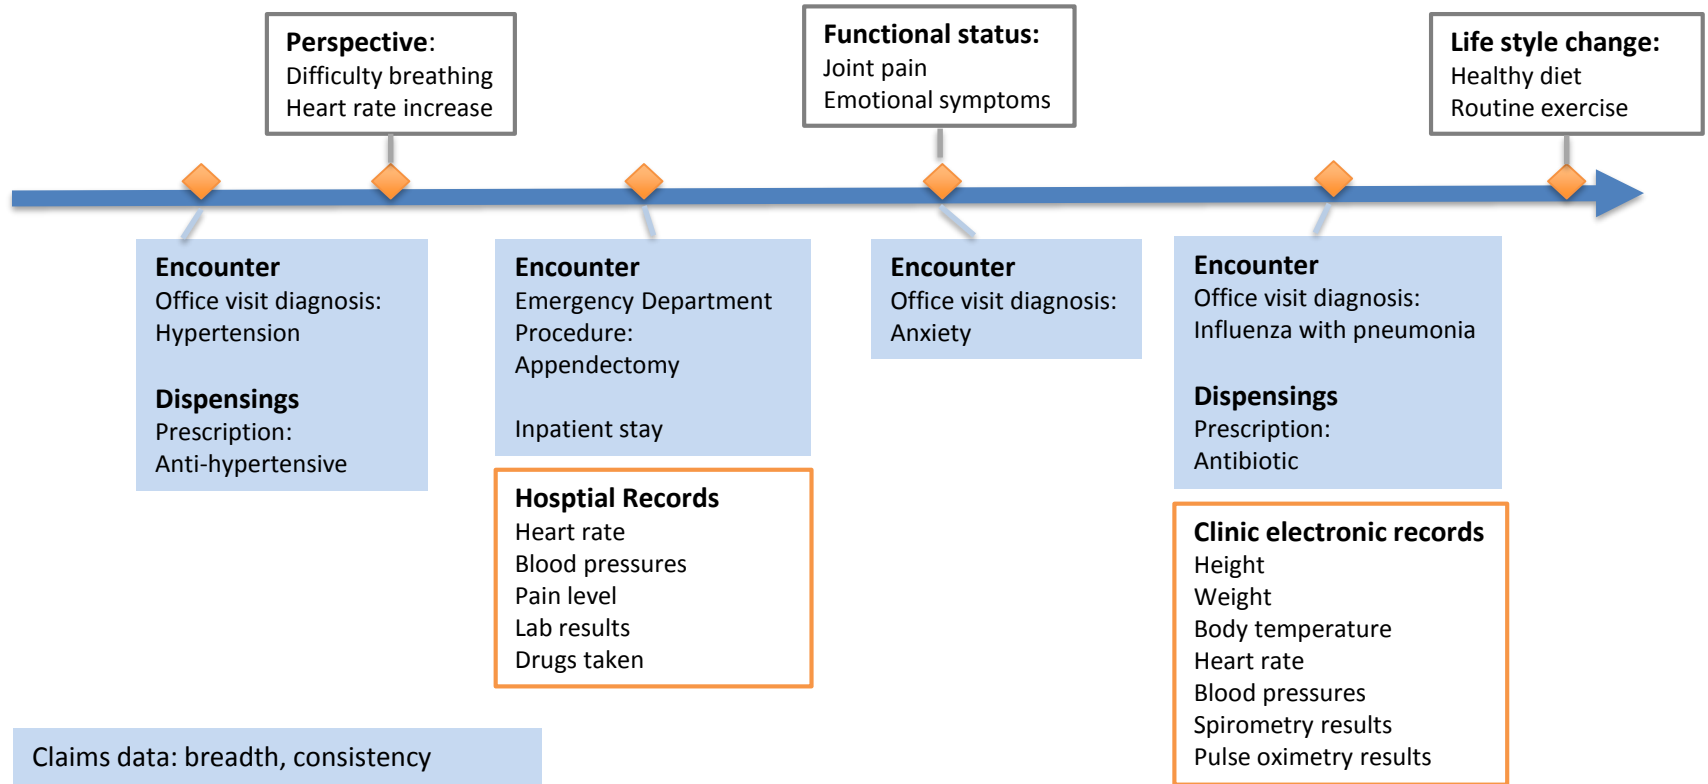 Perspective:
Difficulty breathing
Heart rate increase
Functional status:
Joint pain
Emotional symptoms
Life style change:
Healthy diet
Routine exercise
Encounter
Office visit diagnosis:
Hypertension
Dispensings
Prescription:
Anti-hypertensive
Encounter
Emergency Department
Procedure:
Appendectomy
Inpatient stay
Hosptial Records
Heart rate
Blood pressures
Pain level
Lab results
Drugs taken
Encounter
Office visit diagnosis:
Anxiety
Encounter
Office visit diagnosis:
Influenza with pneumonia
Dispensings
Prescription:
Antibiotic
Clinic electronic records
Height
Weight
Body temperature
Heart rate
Blood pressures
Spirometry results
Pulse oximetry results
Claims data: breadth, consistency